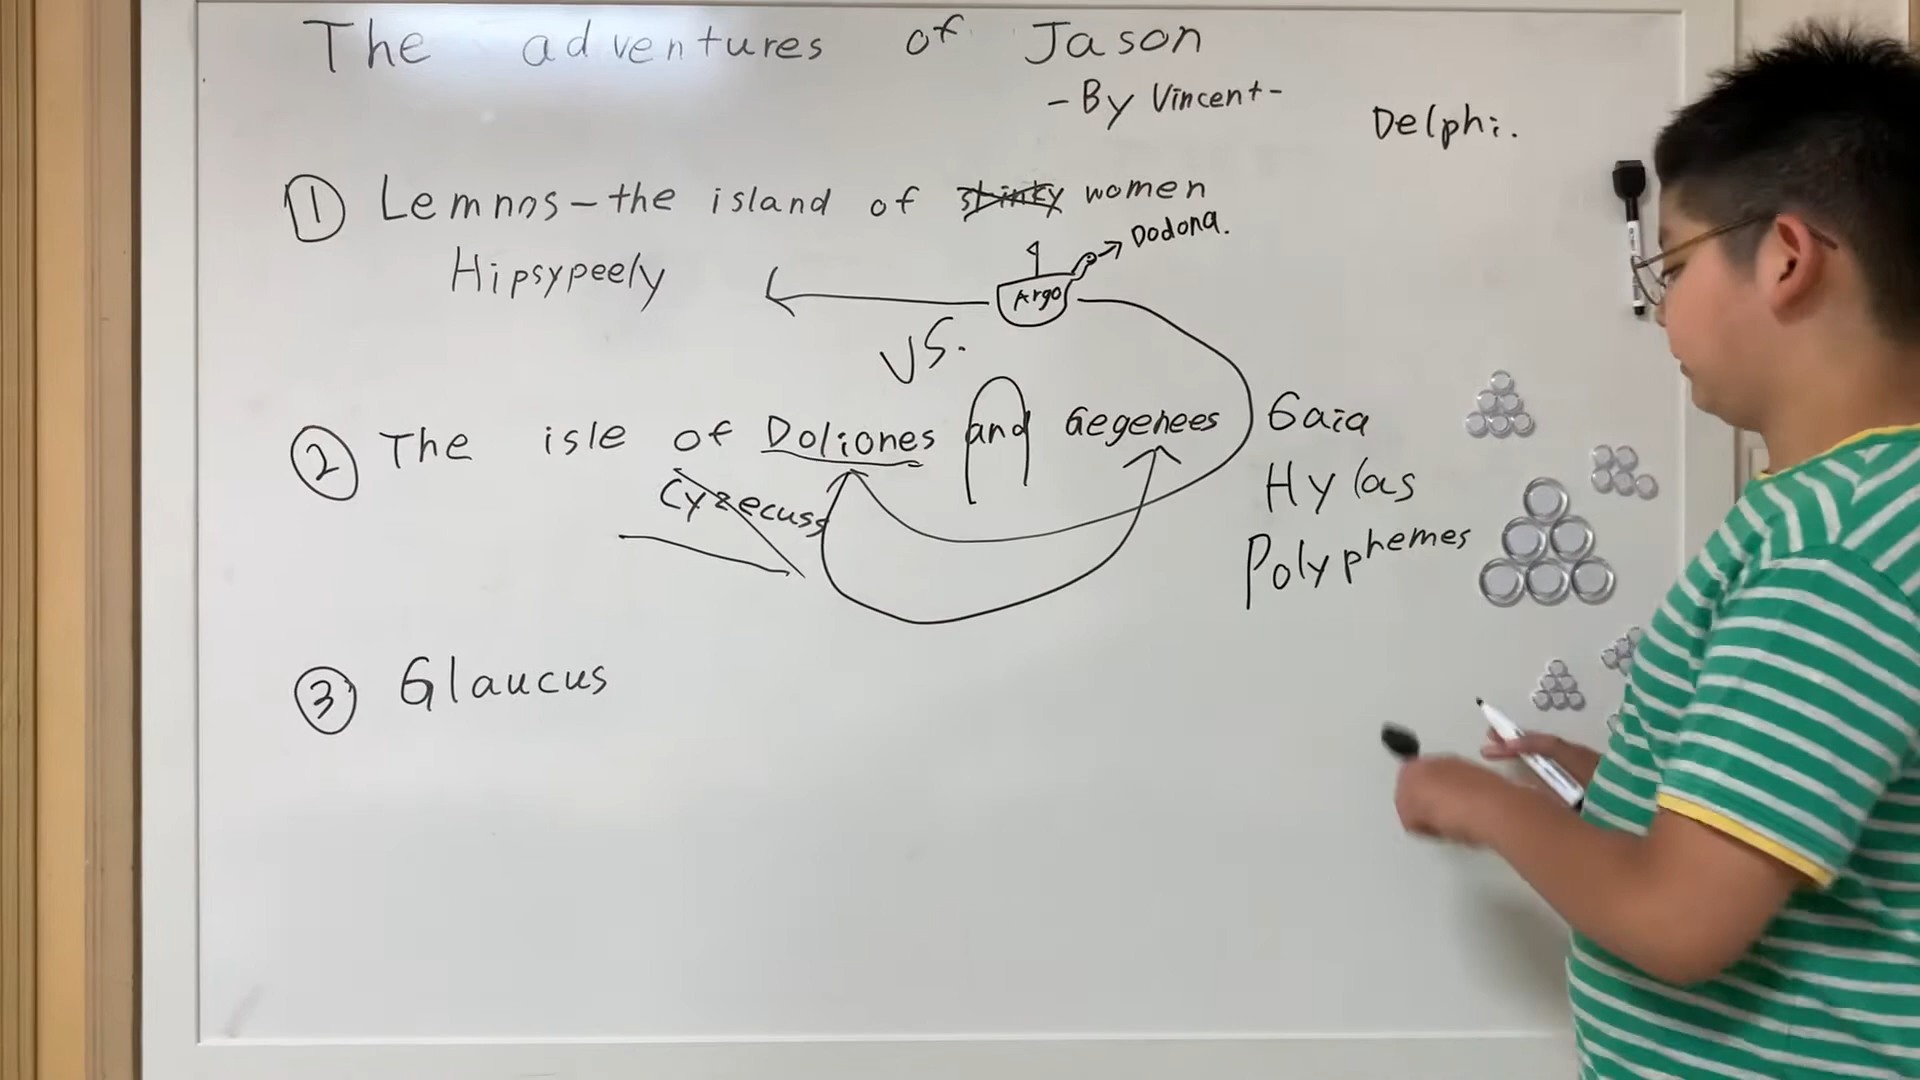 The adventures of Jason
- By Vincent -
Delphi.
① Lemnos - the island of stinky women
Dodona.
Hipsypeely
Argo
VS.
② The isle of Doliones and Gegenees
Gaia
Cyzecuss
Hylas
Polyphemes
③ Glaucus